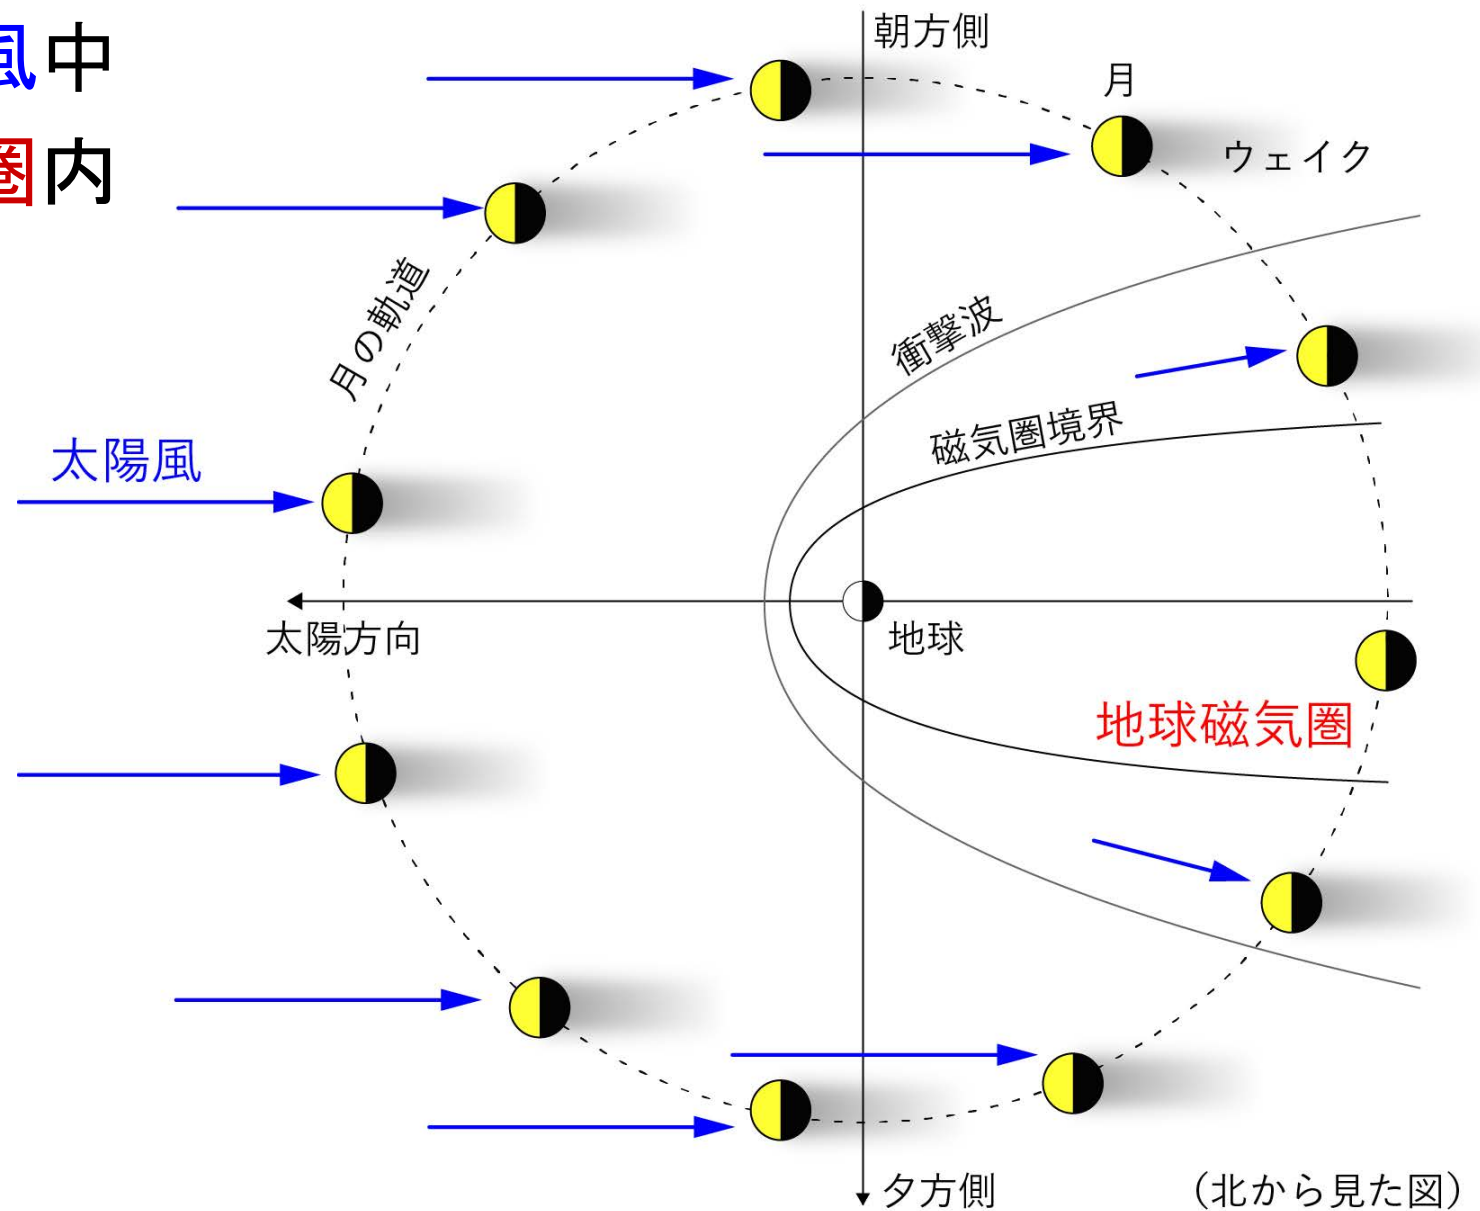 風中
圏内
朝方側
月
ウェイク
月の軌道
衝撃波
磁気圏境界
太陽風
太陽方向
地球
地球磁気圏
夕方側
（北から見た図）